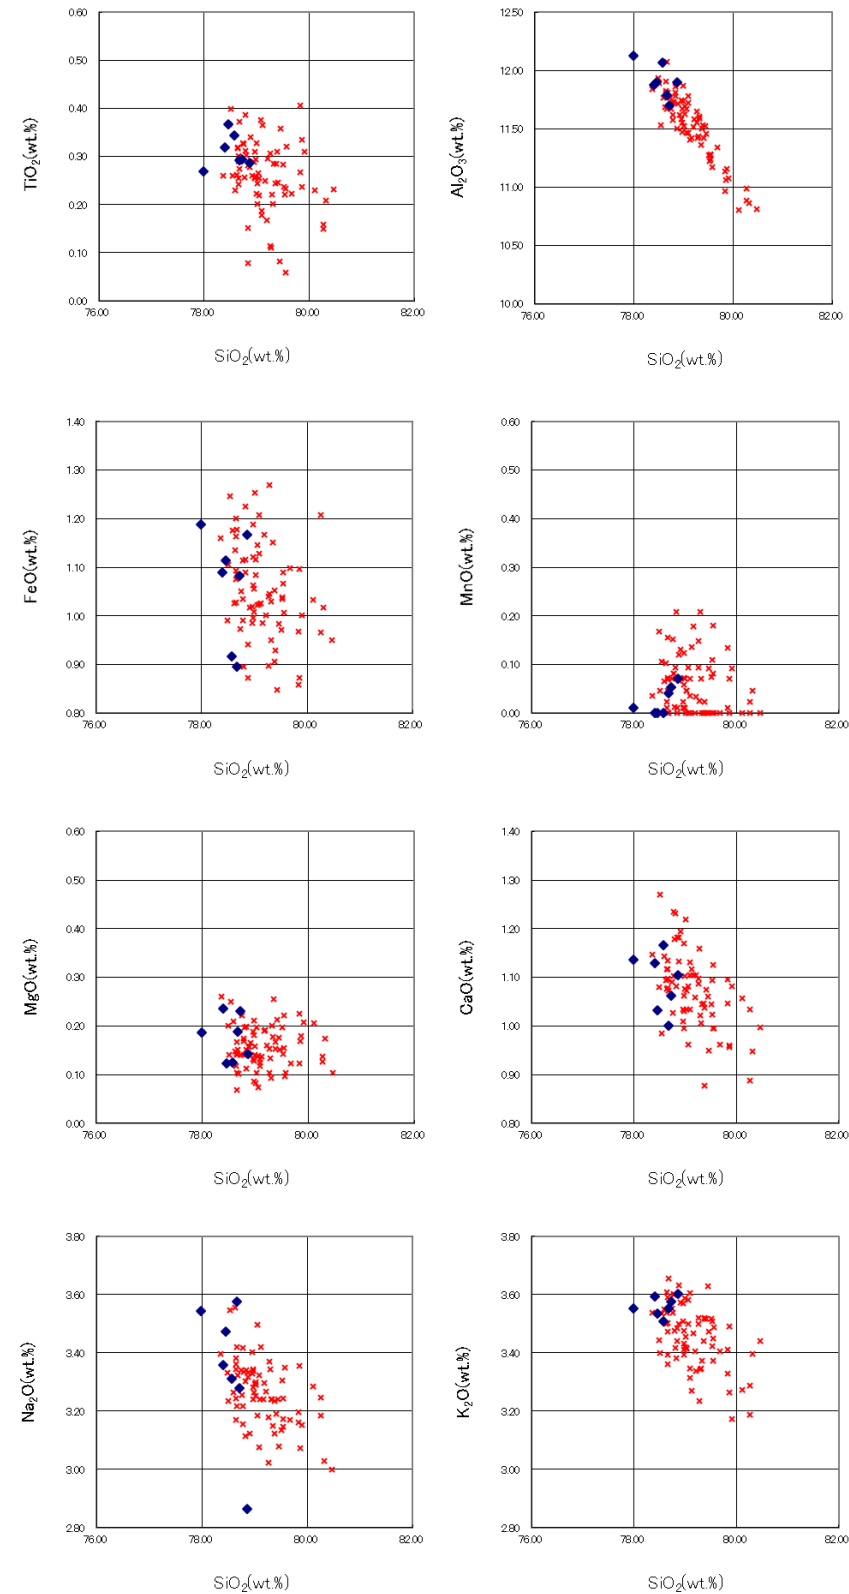 0.60
0.50
0.40
0.30
0.20
0.10
0.00
TiO2(wt.%)
76.00 78.00 80.00 82.00
SiO2(wt.%)
12.50
12.00
11.50
11.00
10.50
10.00
Al2O3(wt.%)
76.00 78.00 80.00 82.00
SiO2(wt.%)
1.40
1.30
1.20
1.10
1.00
0.90
0.80
FeO(wt.%)
76.00 78.00 80.00 82.00
SiO2(wt.%)
0.60
0.50
0.40
0.30
0.20
0.10
0.00
MnO(wt.%)
76.00 78.00 80.00 82.00
SiO2(wt.%)
0.60
0.50
0.40
0.30
0.20
0.10
0.00
MgO(wt.%)
76.00 78.00 80.00 82.00
SiO2(wt.%)
1.40
1.30
1.20
1.10
1.00
0.90
0.80
CaO(wt.%)
76.00 78.00 80.00 82.00
SiO2(wt.%)
3.80
3.60
3.40
3.20
3.00
2.80
Na2O(wt.%)
76.00 78.00 80.00 82.00
SiO2(wt.%)
3.80
3.60
3.40
3.20
3.00
2.80
K2O(wt.%)
76.00 78.00 80.00 82.00
SiO2(wt.%)